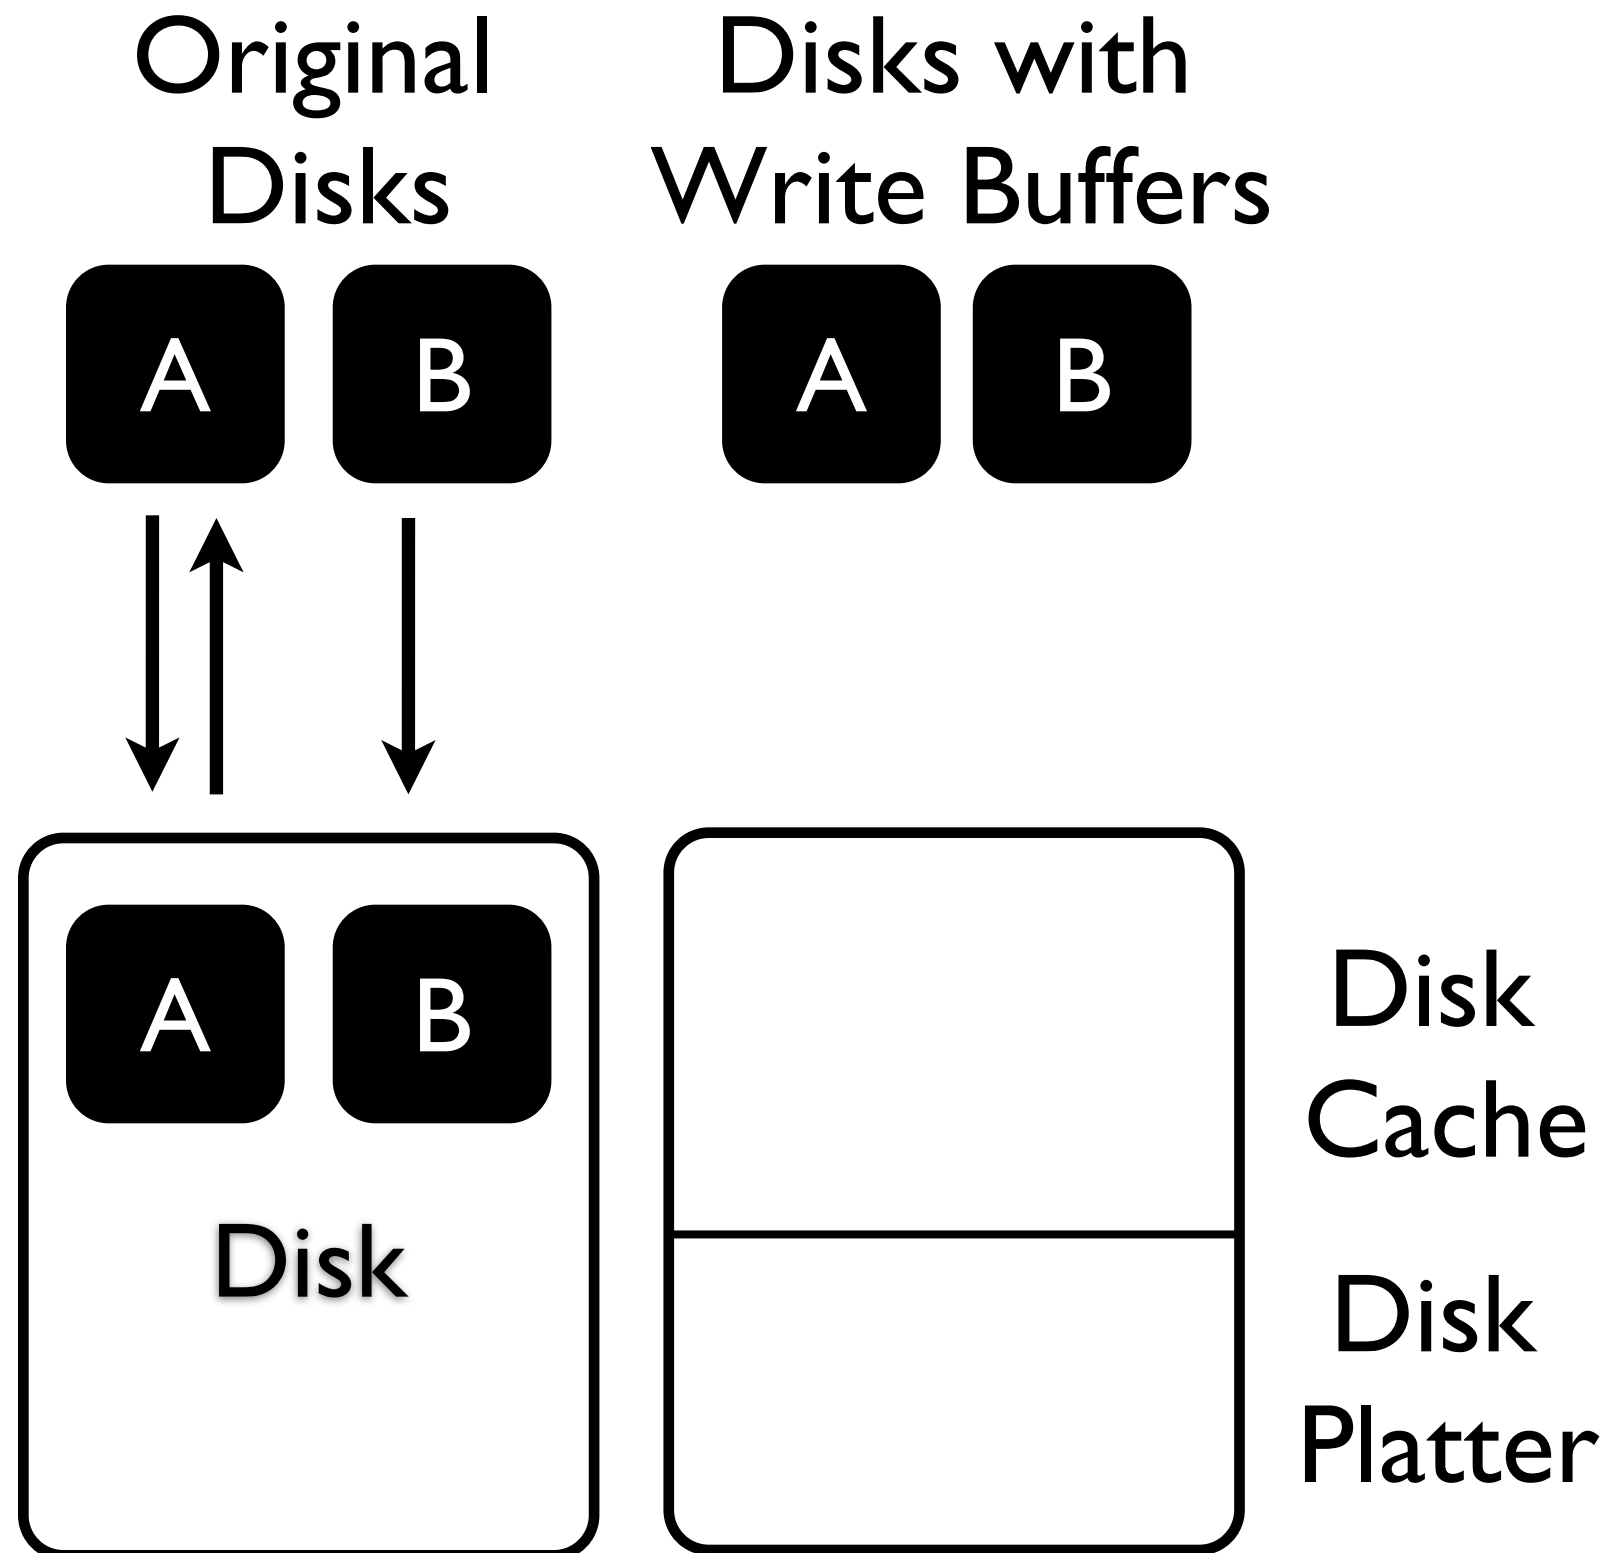 Original
Disks
Disks with
Write Buffers
A B
A B
A B
Disk
Disk
Cache
Disk
Platter